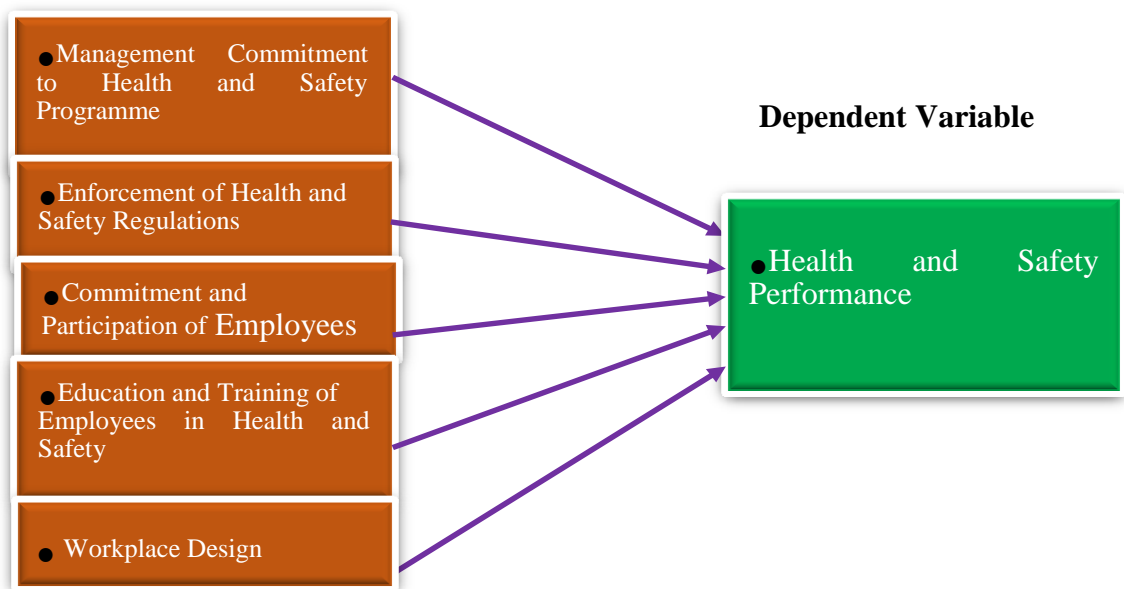 ●Management Commitment
to Health and Safety
Programme
●Enforcement of Health and
Safety Regulations
●Commitment and
Participation of Employees
●Education and Training of
Employees in Health and
Safety
● Workplace Design
Dependent Variable
●Health and Safety
Performance